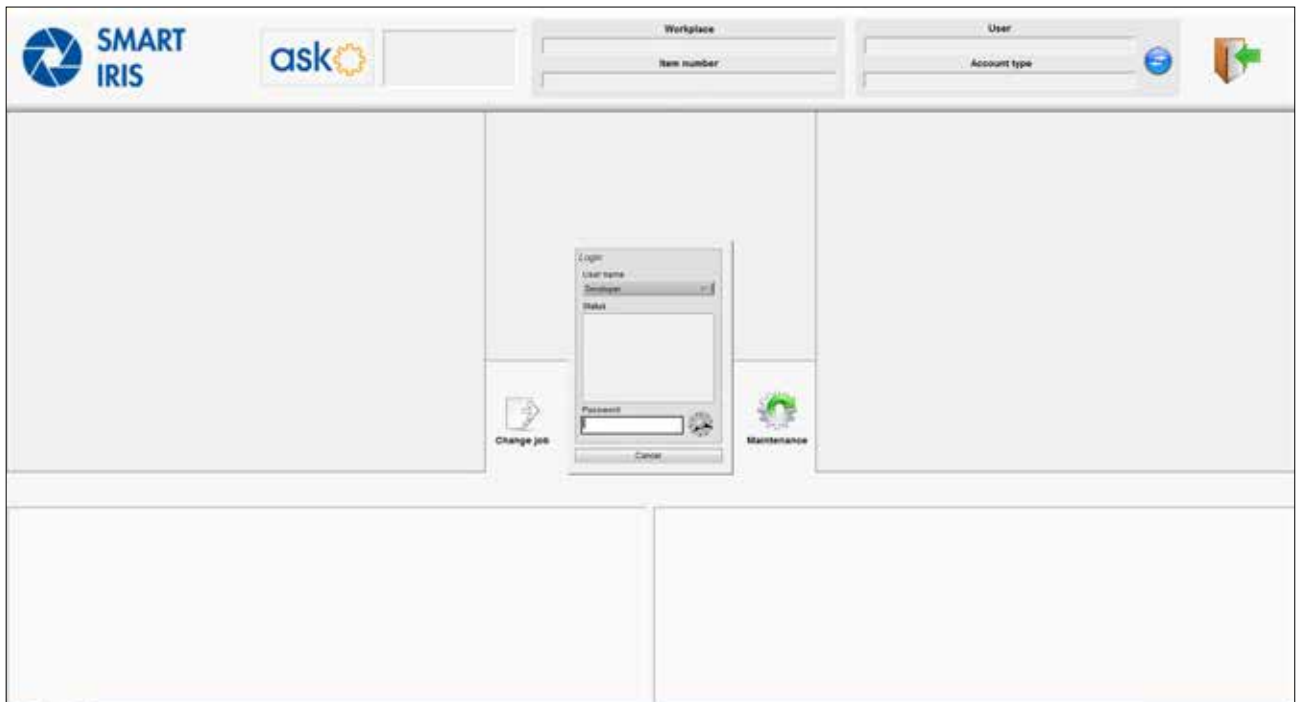 SMART
IRIS
ask
Workplace
Item number
User
Account type
Login
User name
Developer
Status
Password
Cancel
Change job
Maintenance